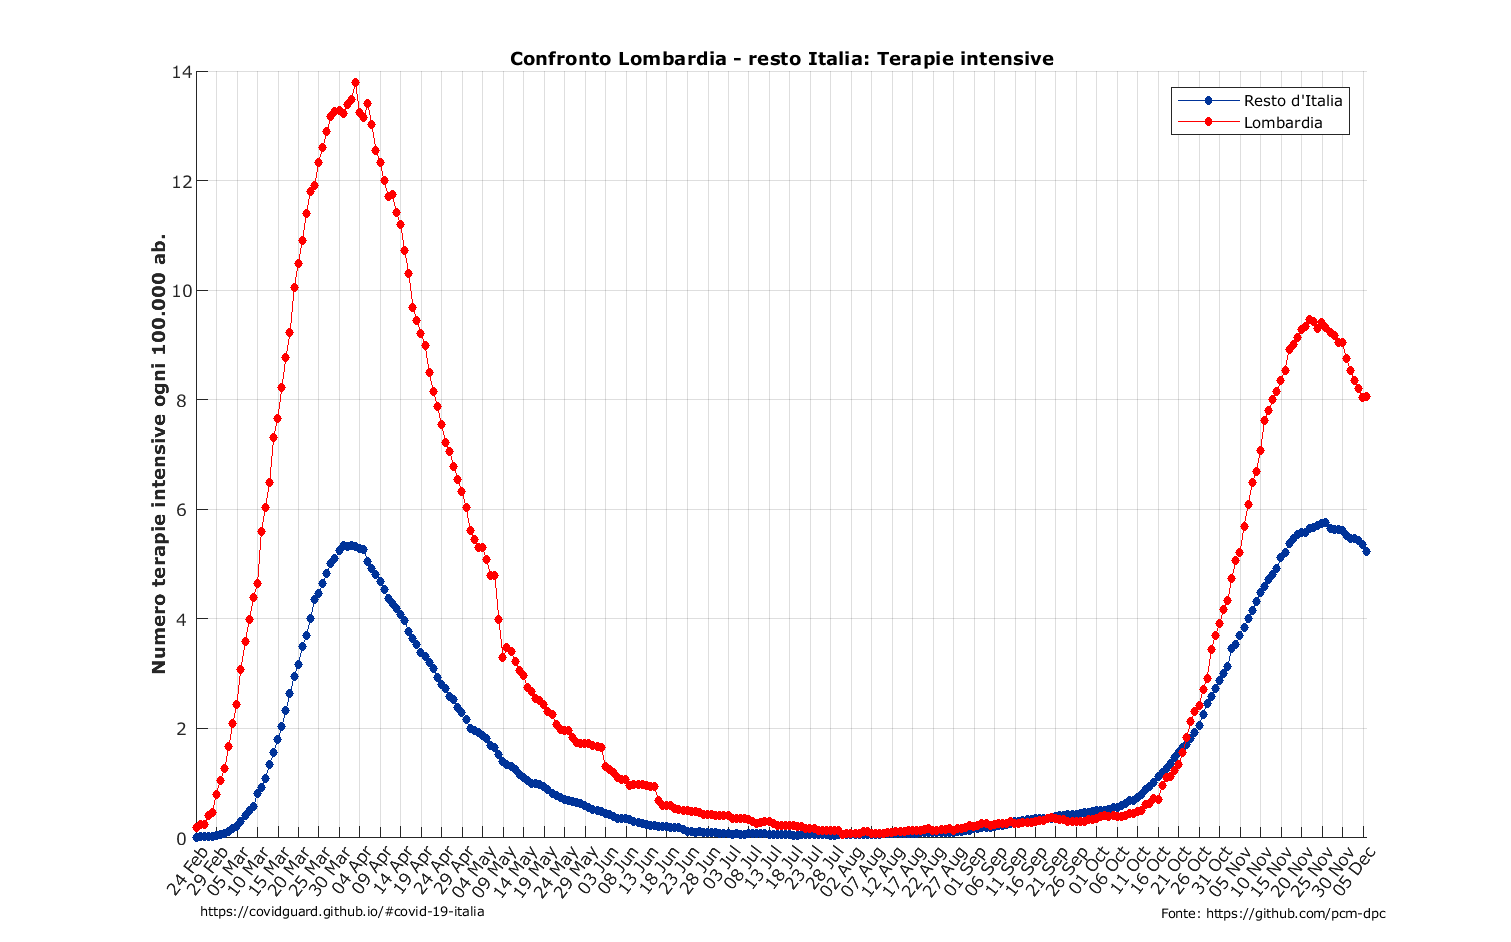 Confronto Lombardia - resto Italia: Terapie intensive
Resto d'Italia
Lombardia
Numero terapie intensive ogni 100.000 ab.
14
12
10
8
6
4
2
0
24 Feb
29 Feb
05 Mar
10 Mar
15 Mar
20 Mar
25 Mar
30 Mar
04 Apr
09 Apr
14 Apr
19 Apr
24 Apr
29 Apr
04 May
09 May
14 May
19 May
24 May
29 May
03 Jun
08 Jun
13 Jun
18 Jun
23 Jun
28 Jun
03 Jul
08 Jul
13 Jul
18 Jul
23 Jul
28 Jul
02 Aug
07 Aug
12 Aug
17 Aug
22 Aug
27 Aug
01 Sep
06 Sep
11 Sep
16 Sep
21 Sep
26 Sep
01 Oct
06 Oct
11 Oct
16 Oct
21 Oct
26 Oct
31 Oct
05 Nov
10 Nov
15 Nov
20 Nov
25 Nov
30 Nov
05 Dec
https://covidguard.github.io/#covid-19-italia
Fonte: https://github.com/pcm-dpc